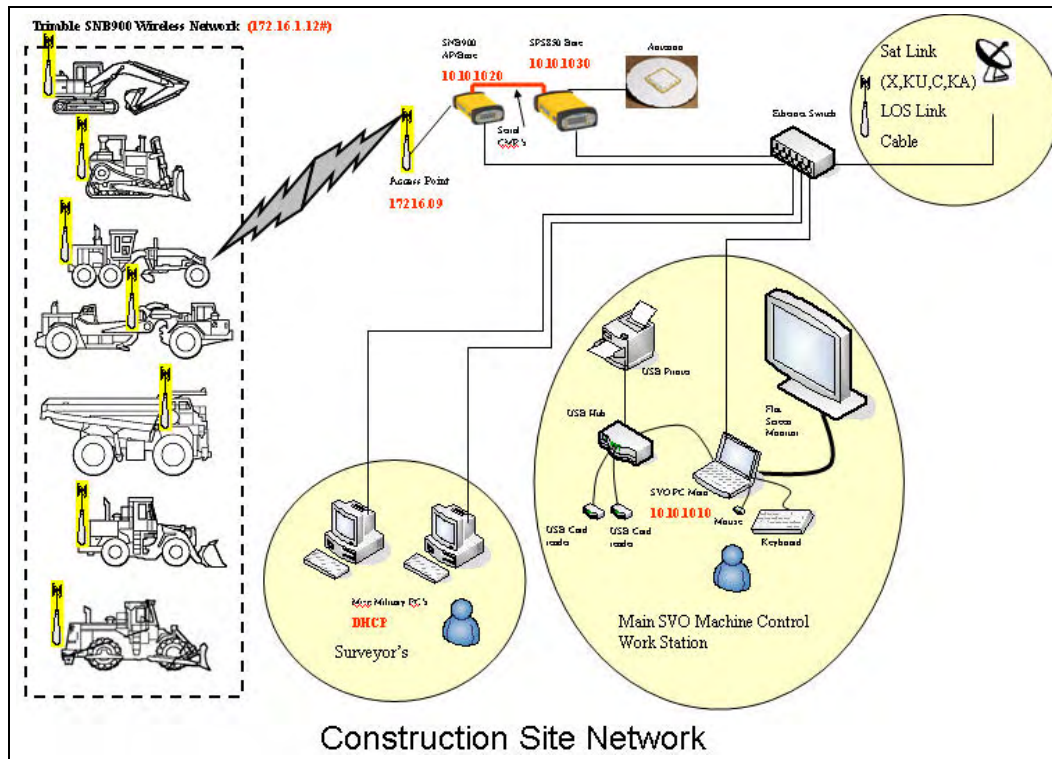 Trimble SNB900 Wireless Network (172.16.1.12#)
SNB900
AP/Base
10.10.10.20
SPS850 Base
10.10.10.30
Antenna
Serial
CMR's
Access Point
172.16.0.9
Ethernet Switch
Sat Link
(X,KU,C,KA)
LOS Link
Cable
USB Printer
USB Hub
Flat
Screen
Monitor
SVO PC Main
10.10.10.10
USB Card
reader
USB Card
reader
Mouse
Keyboard
Main SVO Machine Control
Work Station
Military PC's
DHCP
Surveyor's
Construction Site Network